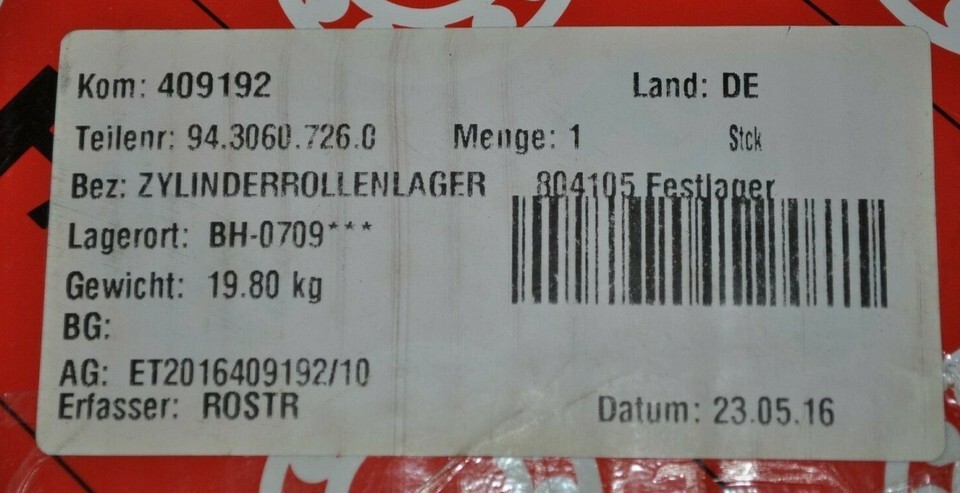 Kom: 409192 Land: DE
Teilenr: 94.3060.726.0 Menge: 1 Stck
Bez: ZYLINDERROLLENLAGER 804105 Festlager
Lagerort: BH-0709***
Gewicht: 19.80 kg
BG:
AG: ET2016409192/10
Erfasser: ROSTR Datum: 23.05.16